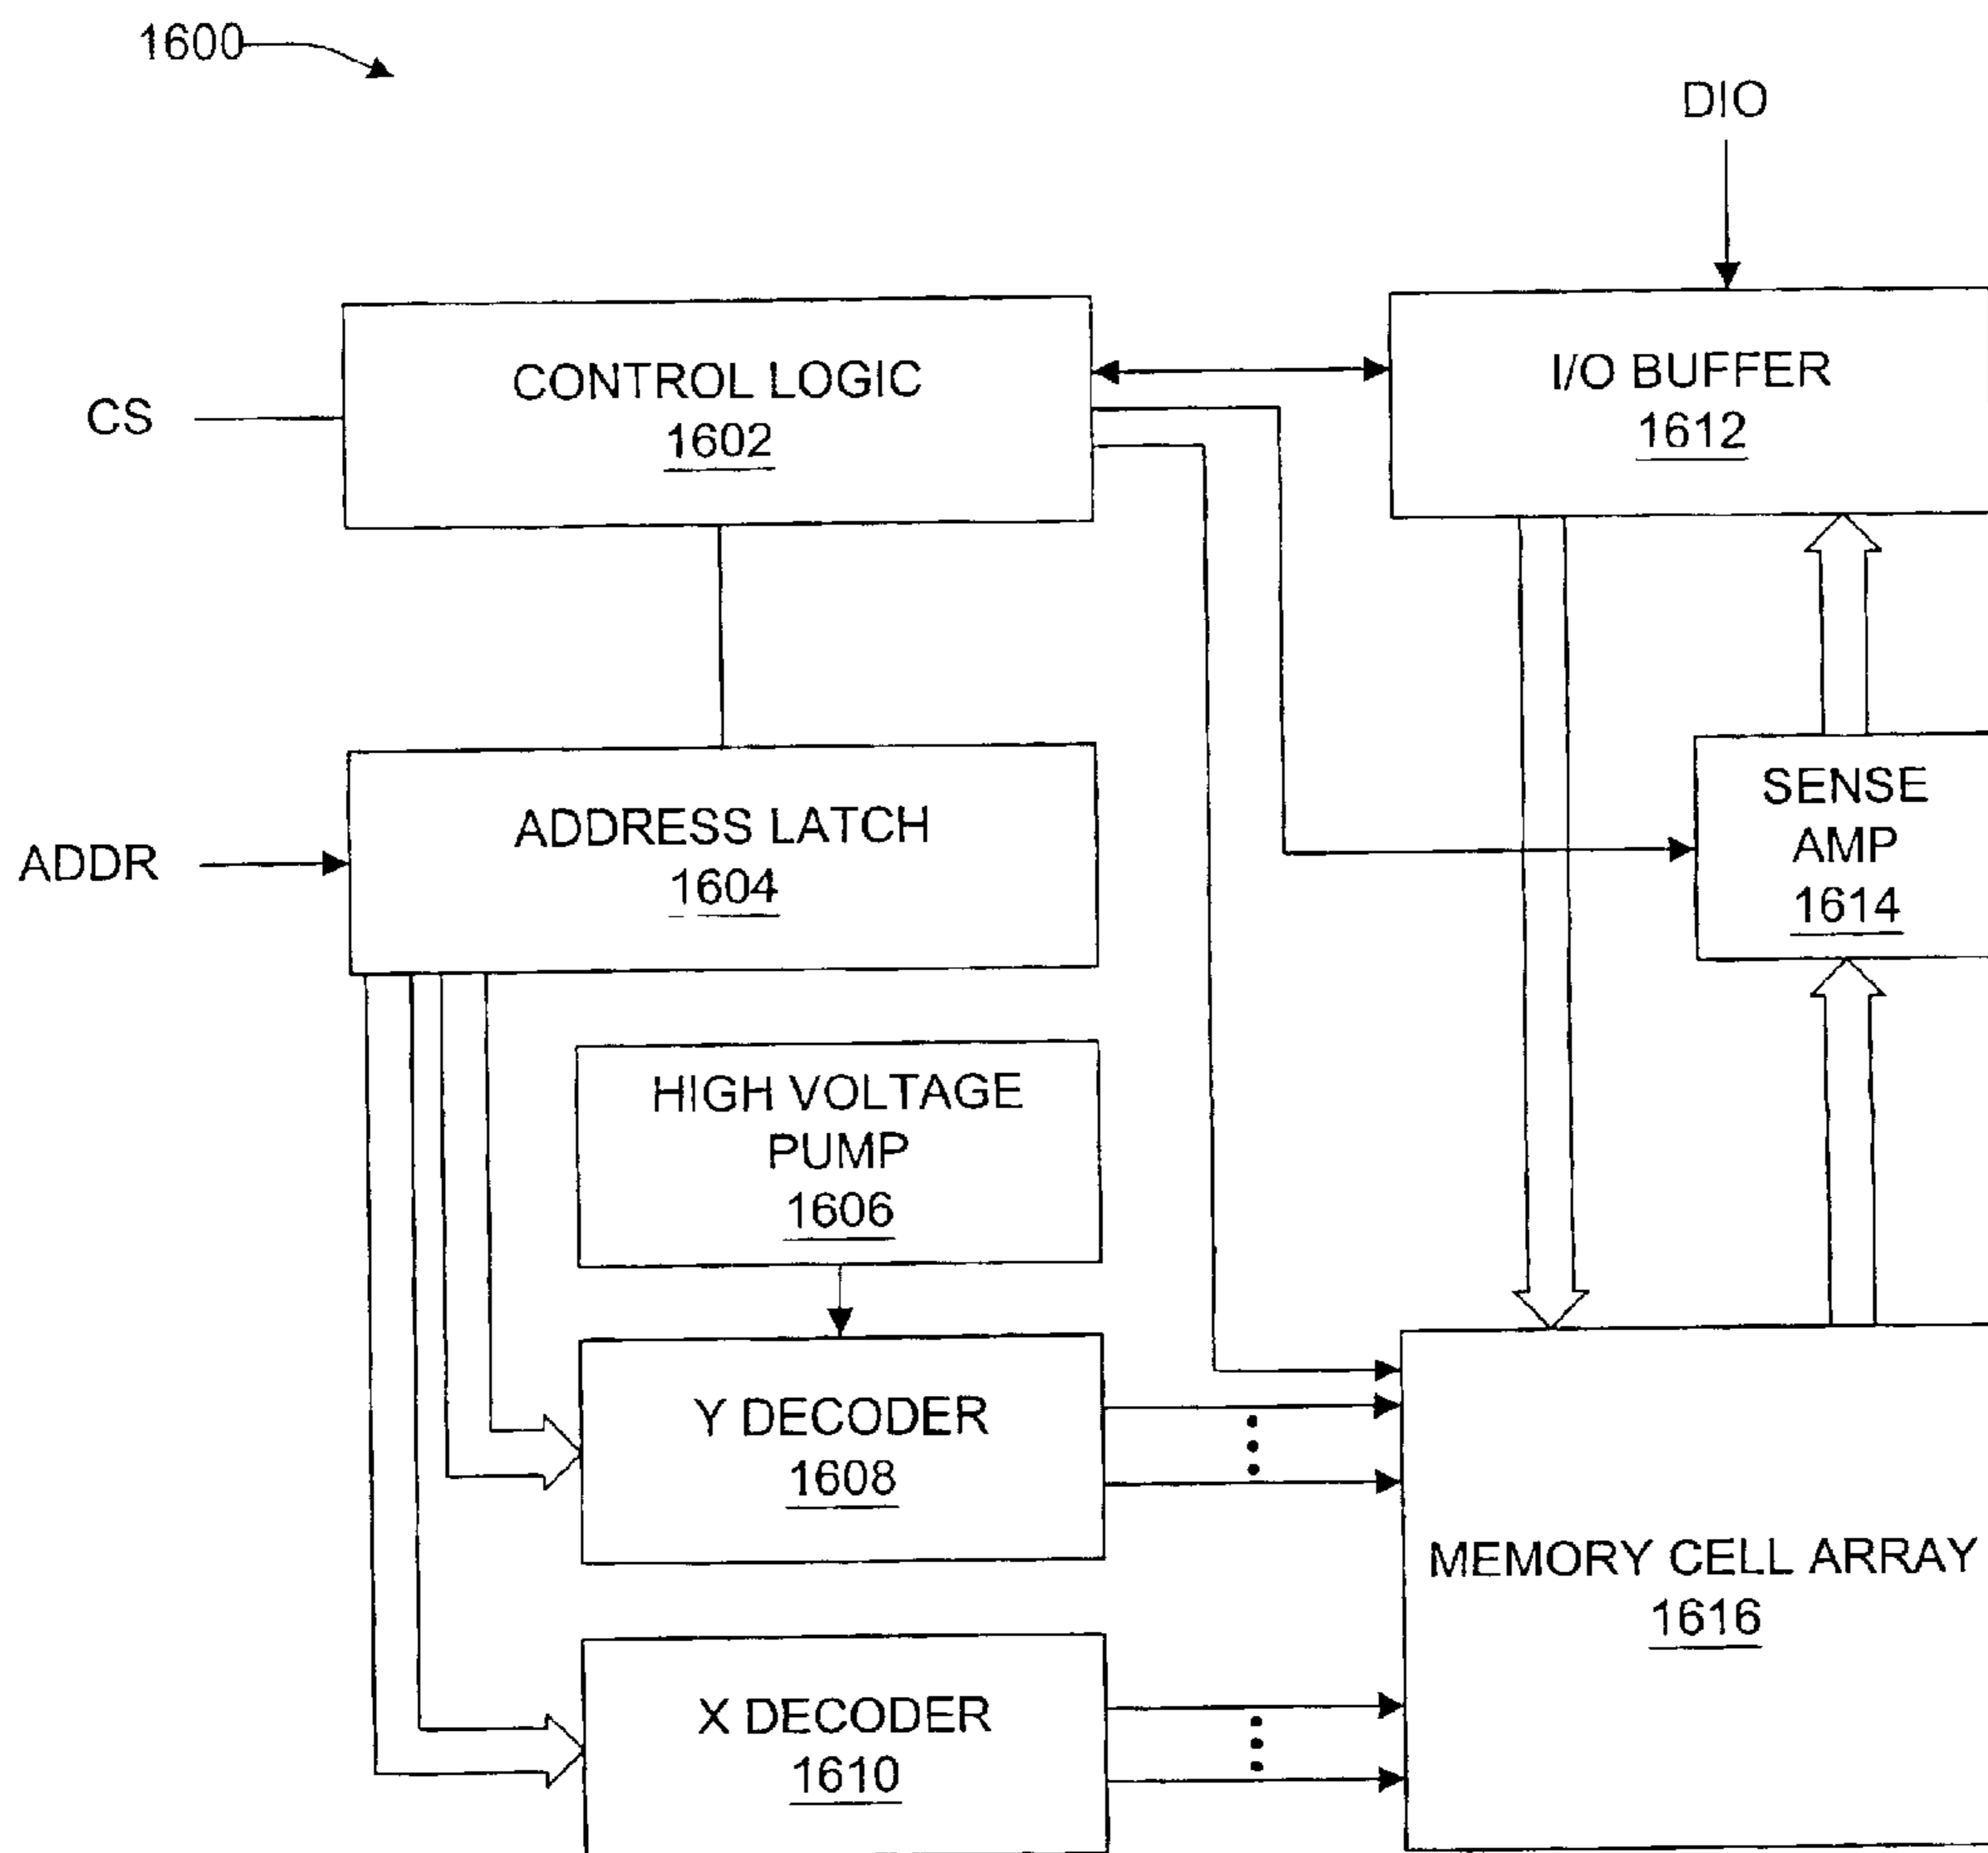 1600
DIO
CONTROL LOGIC
1602
I/O BUFFER
1612
CS
ADDRESS LATCH
1604
ADDR
SENSE
AMP
1614
HIGH VOLTAGE
PUMP
1606
Y DECODER
1608
MEMORY CELL ARRAY
1616
X DECODER
1610